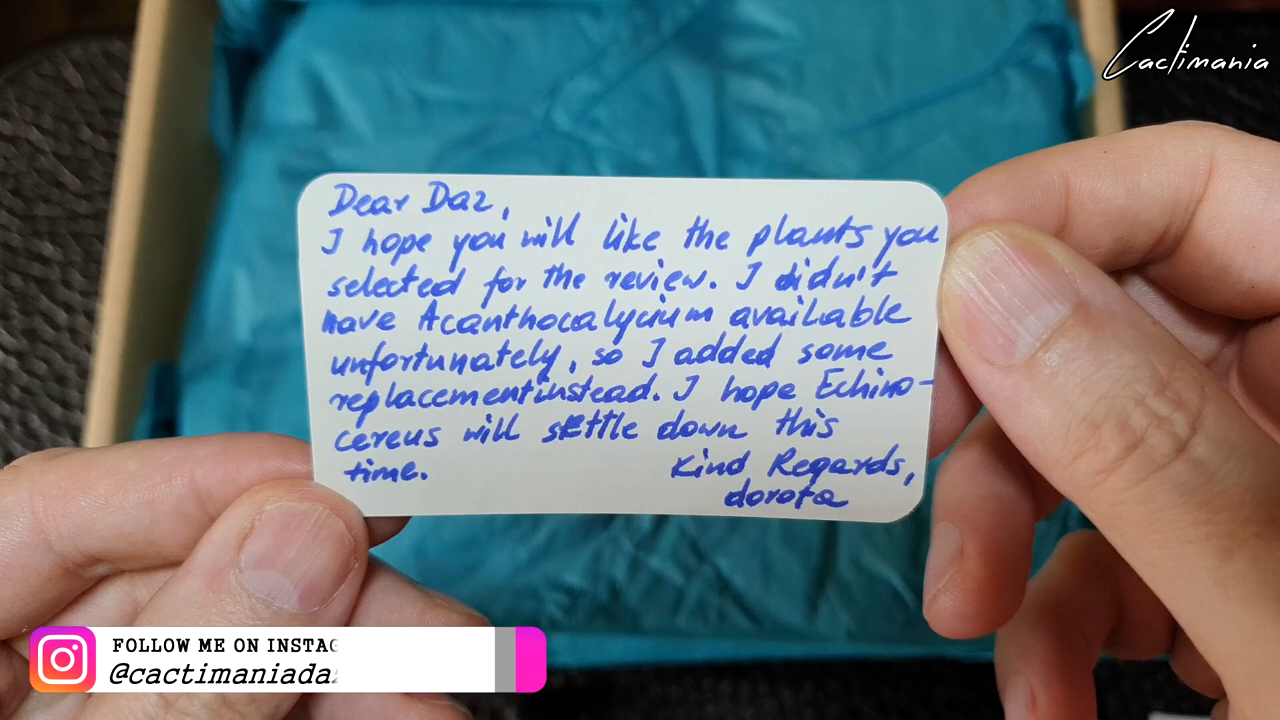 Cactimania
Dear Daz,
I hope you will like the plants you
selected for the review. I didn't
have Acanthocalycium available
unfortunately, so I added some
replacement instead. I hope Echino-
cereus will settle down this
time.
Kind Regards,
dorota
FOLLOW ME ON INSTAG
@cactimaniada